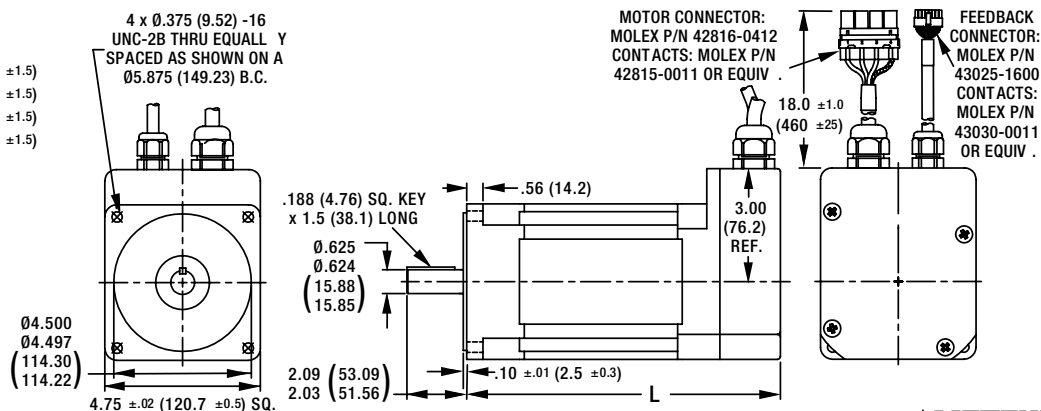 4 x Ø.375 (9.52) -16
UNC-2B THRU EQUALL Y
SPACED AS SHOWN ON A
Ø5.875 (149.23) B.C.
±1.5)
±1.5)
±1.5)
±1.5)
MOTOR CONNECTOR:
MOLEX P/N 42816-0412
CONTACTS: MOLEX P/N
42815-0011 OR EQUIV .
FEEDBACK
CONNECTOR:
MOLEX P/N
43025-1600
CONTACTS:
MOLEX P/N
43030-0011
OR EQUIV .
18.0 ±1.0
(460 ±25)
.56 (14.2)
.188 (4.76) SQ. KEY
x 1.5 (38.1) LONG
3.00
(76.2)
REF.
Ø.625
Ø.624
(15.88
15.85)
Ø4.500
Ø4.497
(114.30
114.22)
2.09 (53.09)
2.03 (51.56)
.10 ±.01 (2.5 ±0.3)
L
4.75 ±.02 (120.7 ±0.5) SQ.